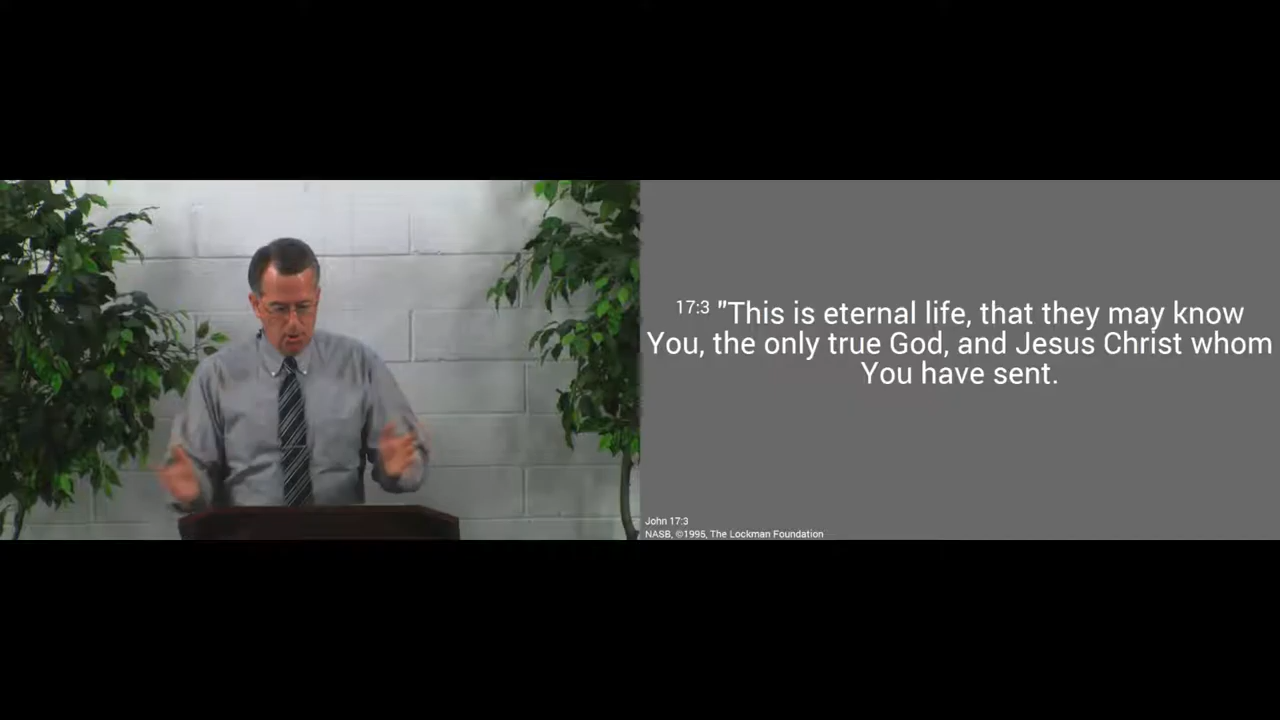 17:3 "This is eternal life, that they may know
You, the only true God, and Jesus Christ whom
You have sent.
John 17:3
NASB, ©1995, The Lockman Foundation